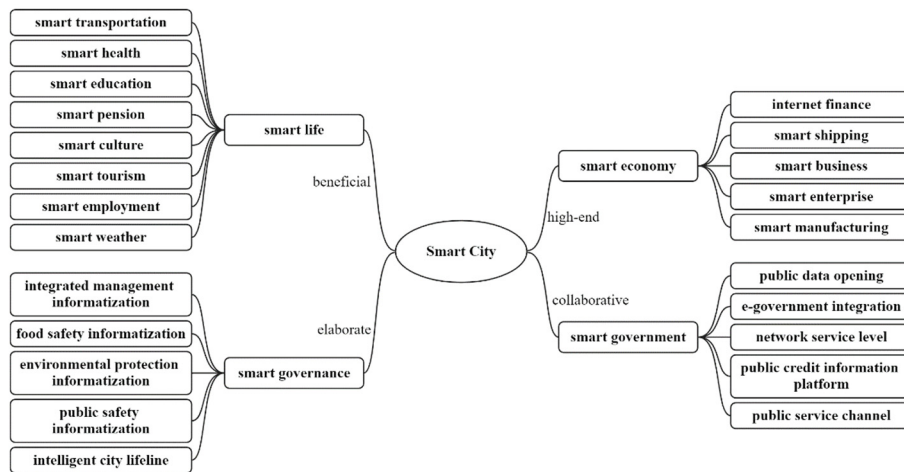 smart transportation
smart health
smart education
smart pension
smart culture
smart tourism
smart employment
smart weather
smart life
beneficial
integrated management
informatization
food safety informatization
environmental protection
informatization
public safety
informatization
intelligent city lifeline
smart governance
elaborate
Smart City
high-end
smart economy
internet finance
smart shipping
smart business
smart enterprise
smart manufacturing
collaborative
smart government
public data opening
e-government integration
network service level
public credit information
platform
public service channel